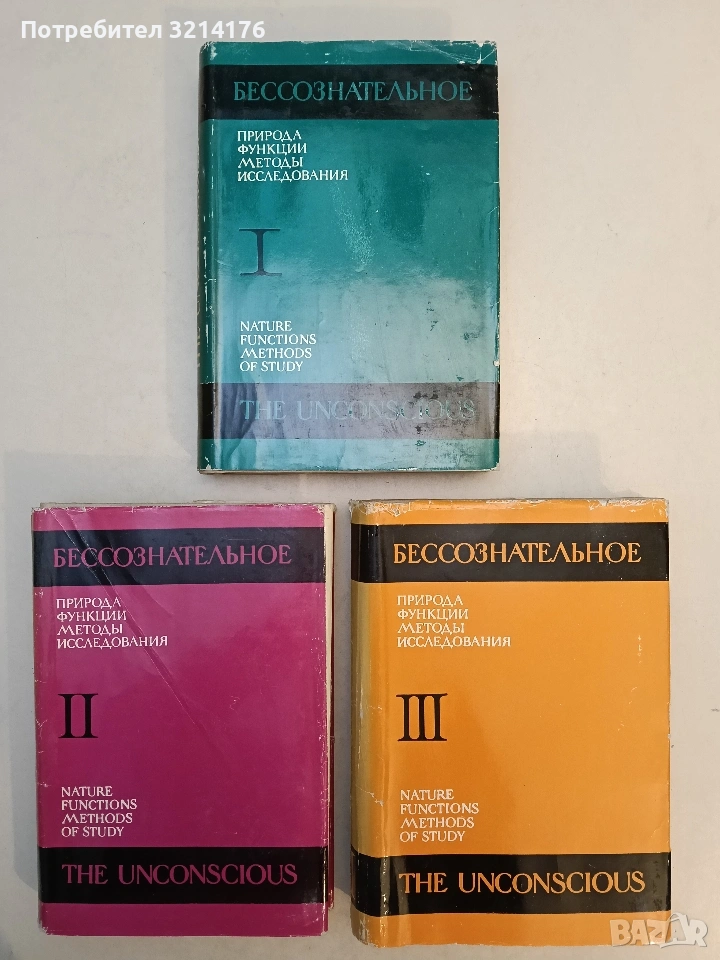 Потребител 3214176
БЕССОЗНАТЕЛЬНОЕ
ПРИРОДА
ФУНКЦИИ
МЕТОДЫ
ИССЛЕДОВАНИЯ
I
NATURE
FUNCTIONS
METHODS
OF STUDY
THE UNCONSCIOUS
БЕССОЗНАТЕЛЬНОЕ
ПРИРОДА
ФУНКЦИИ
МЕТОДЫ
ИССЛЕДОВАНИЯ
II
NATURE
FUNCTIONS
METHODS
OF STUDY
THE UNCONSCIOUS
БЕССОЗНАТЕЛЬНОЕ
ПРИРОДА
ФУНКЦИИ
МЕТОДЫ
ИССЛЕДОВАНИЯ
III
NATURE
FUNCTIONS
METHODS
OF STUDY
THE UNCONSCIOUS
BAZAR